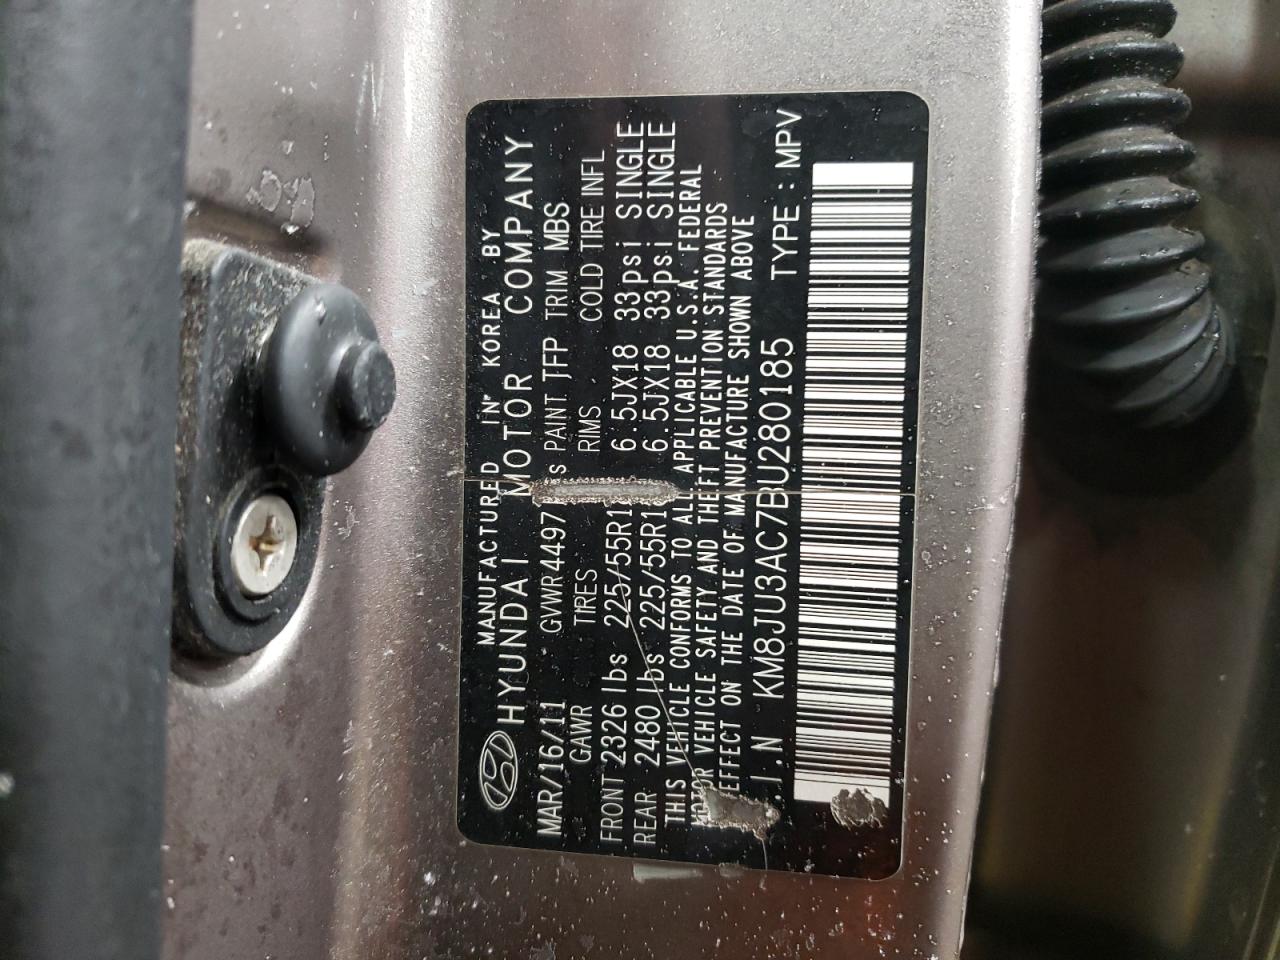 MANUFACTURED IN KOREA BY
HYUNDAI MOTOR COMPANY
MAR/16/11 GVWR4497 s PAINT TFP TRIM MBS
GAWR TIRES RIMS COLD TIRE INFL
FRONT 2326 lbs 225/55R1 6.5JX18 33psi SINGLE
REAR 2480 lbs 225/55R1 6.5JX18 33psi SINGLE
THIS VEHICLE CONFORMS TO ALL APPLICABLE U.S.A. FEDERAL
MOTOR VEHICLE SAFETY AND THEFT PREVENTION STANDARDS
EFFECT ON THE DATE OF MANUFACTURE SHOWN ABOVE
.I.N KM8JU3AC7BU280185 TYPE : MPV